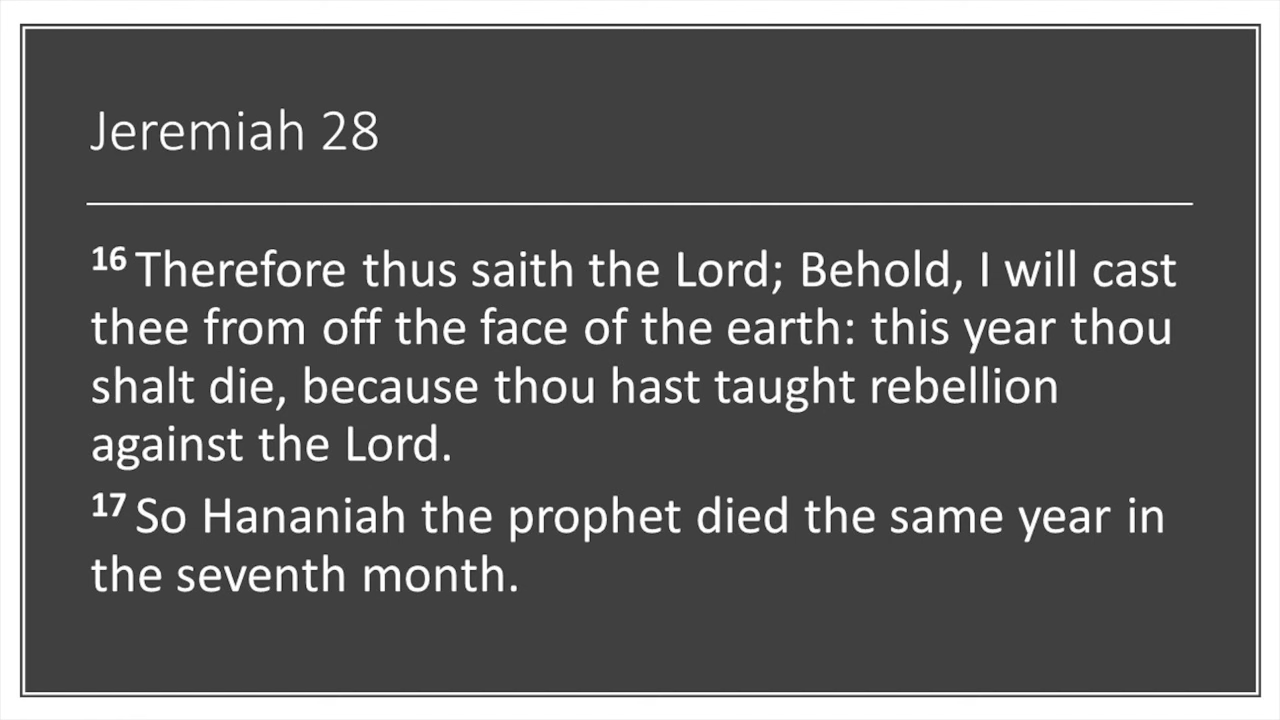 Jeremiah 28
16 Therefore thus saith the Lord; Behold, I will cast
thee from off the face of the earth: this year thou
shalt die, because thou hast taught rebellion
against the Lord.
17 So Hananiah the prophet died the same year in
the seventh month.